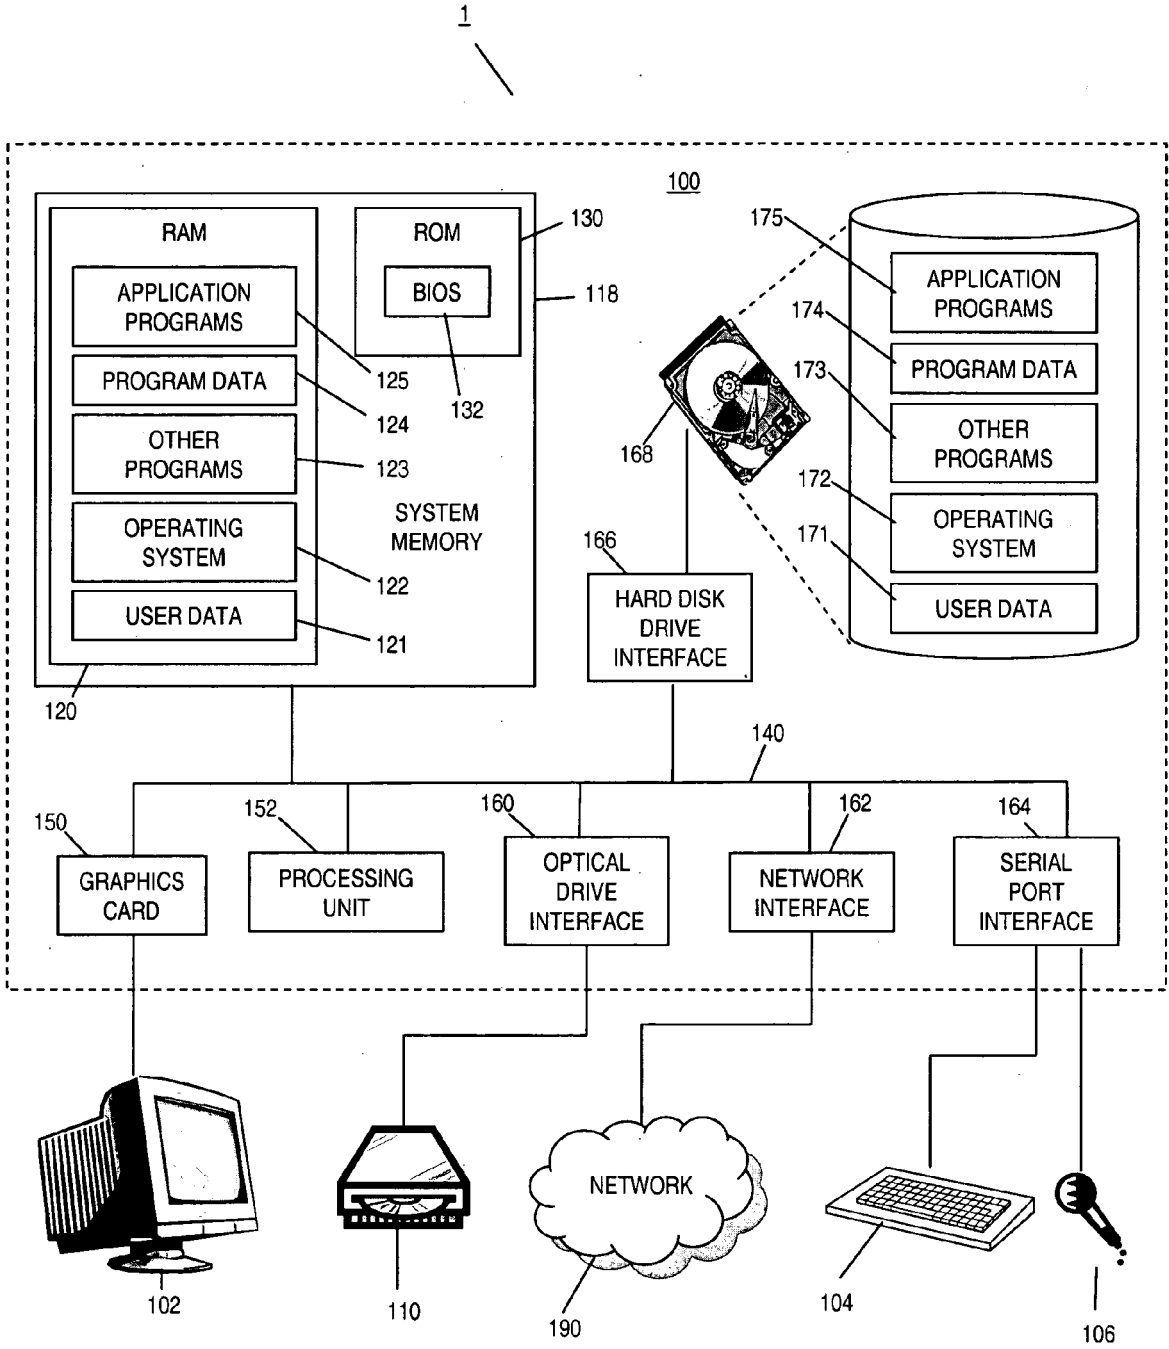 1
100
RAM
ROM
130
175
BIOS
118
APPLICATION
PROGRAMS
APPLICATION
PROGRAMS
174
125
132
PROGRAM DATA
PROGRAM DATA
173
124
168
OTHER
PROGRAMS
123
OTHER
PROGRAMS
172
SYSTEM
MEMORY
OPERATING
SYSTEM
166
171
OPERATING
SYSTEM
122
HARD DISK
DRIVE
INTERFACE
USER DATA
121
USER DATA
120
140
150
152
160
162
164
GRAPHICS
CARD
PROCESSING
UNIT
OPTICAL
DRIVE
INTERFACE
NETWORK
INTERFACE
SERIAL
PORT
INTERFACE
NETWORK
102
110
190
104
106